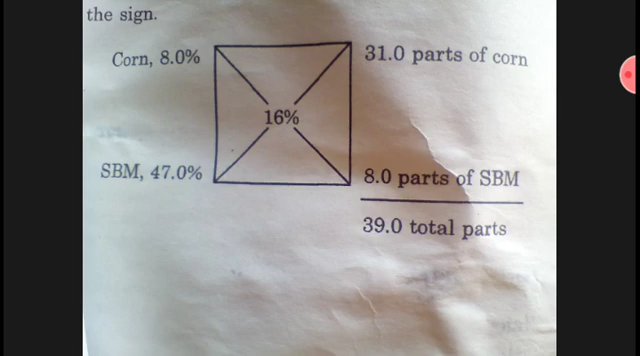 the sign.
Corn, 8.0% 31.0 parts of corn
16%
SBM, 47.0% 8.0 parts of SBM
39.0 total parts